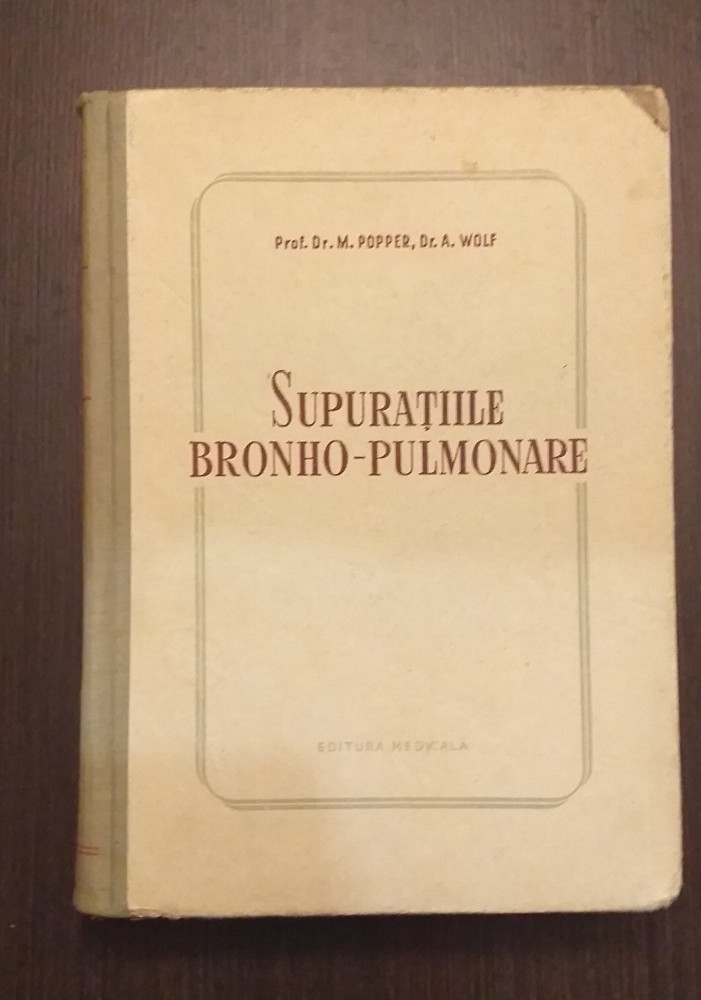 Prof. Dr. M. POPPER, Dr. A. WOLF
SUPURAȚIILE
BRONHO-PULMONARE
EDITURA MEDICALĂ